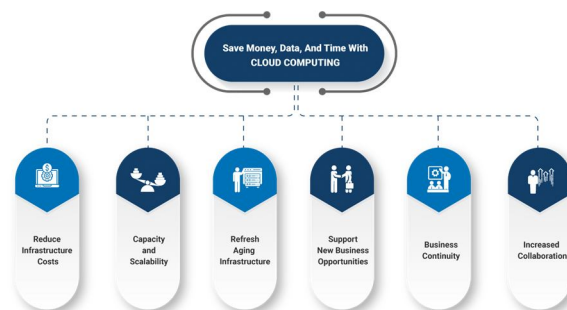 Save Money, Data, And Time With
CLOUD COMPUTING
Reduce
Infrastructure
Costs
Capacity
and
Scalability
Refresh
Aging
Infrastructure
Support
New Business
Opportunities
Business
Continuity
Increased
Collaboration